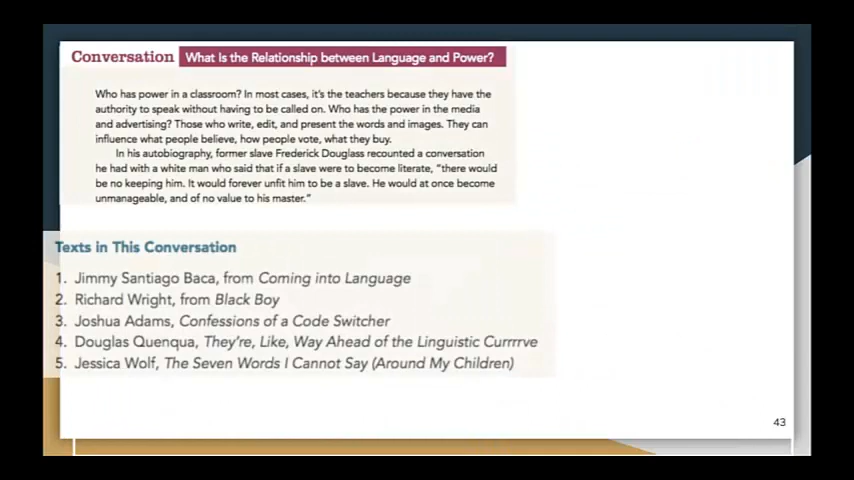 Conversation What Is the Relationship between Language and Power?
Who has power in a classroom? In most cases, it's the teachers because they have the
authority to speak without having to be called on. Who has the power in the media
and advertising? Those who write, edit, and present the words and images. They can
influence what people believe, how people vote, what they buy.
In his autobiography, former slave Frederick Douglass recounted a conversation
he had with a white man who said that if a slave were to become literate, "there would
be no keeping him. It would forever unfit him to be a slave. He would at once become
unmanageable, and of no value to his master."
Texts in This Conversation
1. Jimmy Santiago Baca, from Coming into Language
2. Richard Wright, from Black Boy
3. Joshua Adams, Confessions of a Code Switcher
4. Douglas Quenqua, They're, Like, Way Ahead of the Linguistic Currrrve
5. Jessica Wolf, The Seven Words I Cannot Say (Around My Children)
43